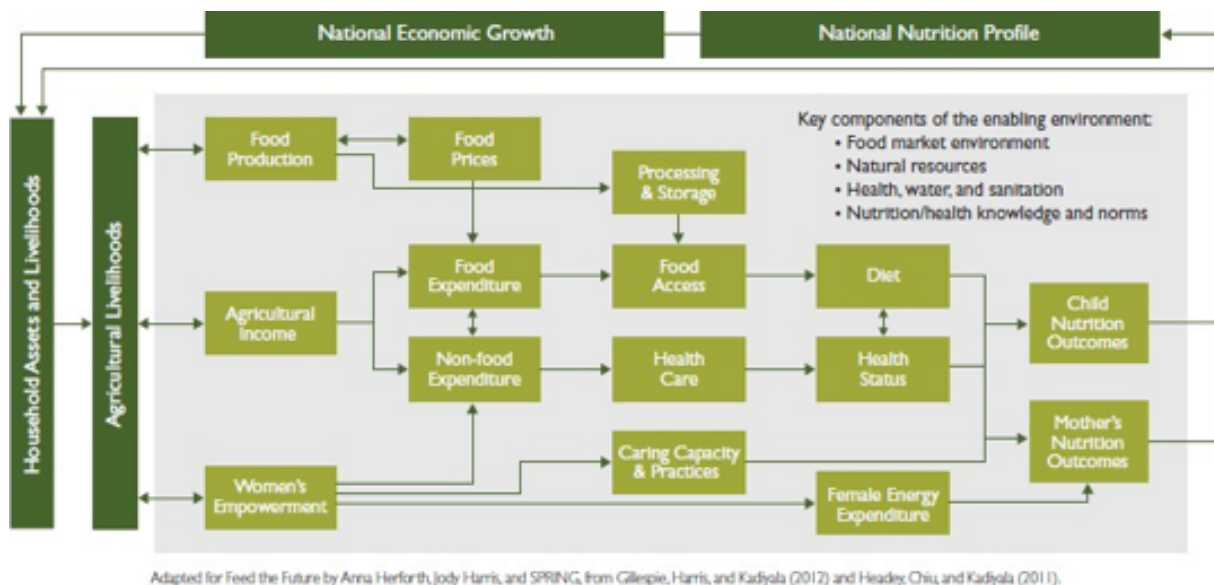 National Economic Growth
National Nutrition Profile
Household Assets and Livelihoods
Agricultural Livelihoods
Food
Production
Food
Prices
Processing
& Storage
Key components of the enabling environment:
• Food market environment
• Natural resources
• Health, water, and sanitation
• Nutrition/health knowledge and norms
Agricultural
Income
Food
Expenditure
Food
Access
Diet
Non-food
Expenditure
Health
Care
Health
Status
Child
Nutrition
Outcomes
Women's
Empowerment
Caring Capacity
& Practices
Female Energy
Expenditure
Mother's
Nutrition
Outcomes
Adapted for Feed the Future by Anna Herforth, Jody Harris, and SPRING, from Gillespie, Harris, and Kadiyala (2012) and Headey, Chiu, and Kadiyala (2011).